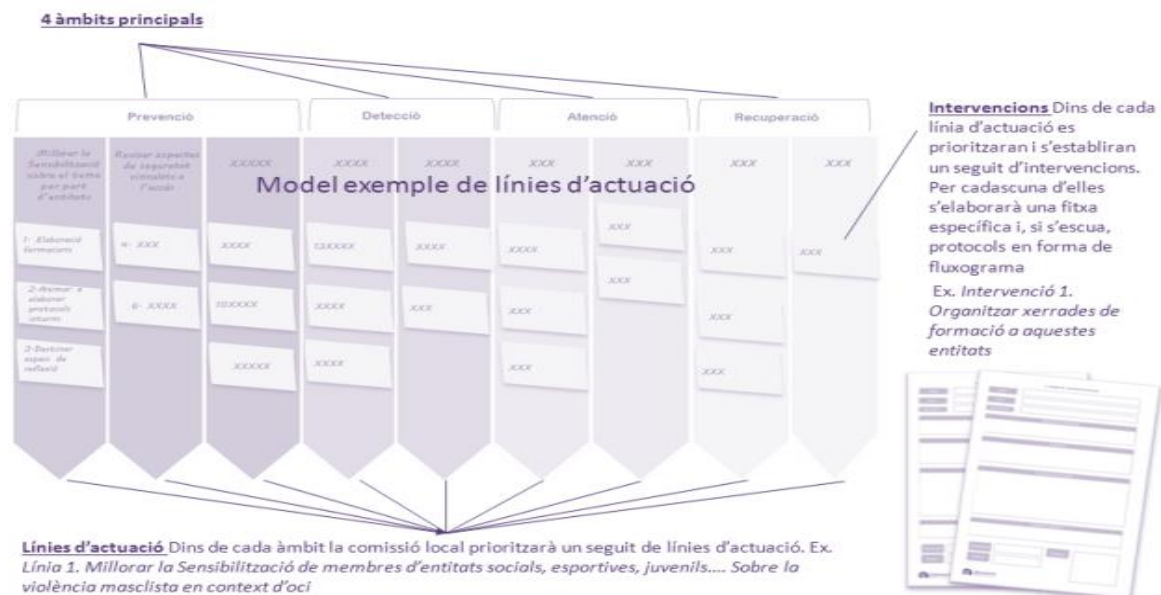 4 àmbits principals
Prevenció
Detecció
Atenció
Recuperació
Millorar la
Sensibilització
sobre el tema
per part
d'entitats
Revisar aspectes
de seguretat
vinculats a
l'accés
XXXXX
XXXX
XXXX
XXX
XXX
XXX
XXX
Model exemple de línies d'actuació
1- Elaboració
formacions
4- XXX
XXXX
13XXXX
XXXX
XXXX
XXX
XXX
XXX
2-Animar a
elaborar
protocols
interns
6- XXXX
10XXXX
XXXX
XXX
XXX
XXX
XXX
3-Destinar
espais de
reflexió
XXXXX
XXXX
XXX
XXX
Intervencions Dins de cada
línia d'actuació es
prioritzaran i s'establiran
un seguit d'intervencions.
Per cadascuna d'elles
s'elaborarà una fitxa
específica i, si s'escua,
protocols en forma de
fluxograma
Ex. Intervenció 1.
Organitzar xerrades de
formació a aquestes
entitats
Línies d'actuació Dins de cada àmbit la comissió local prioritzarà un seguit de línies d'actuació. Ex.
Línia 1. Millorar la Sensibilització de membres d'entitats socials, esportives, juvenils.... Sobre la
violència masclista en context d'oci